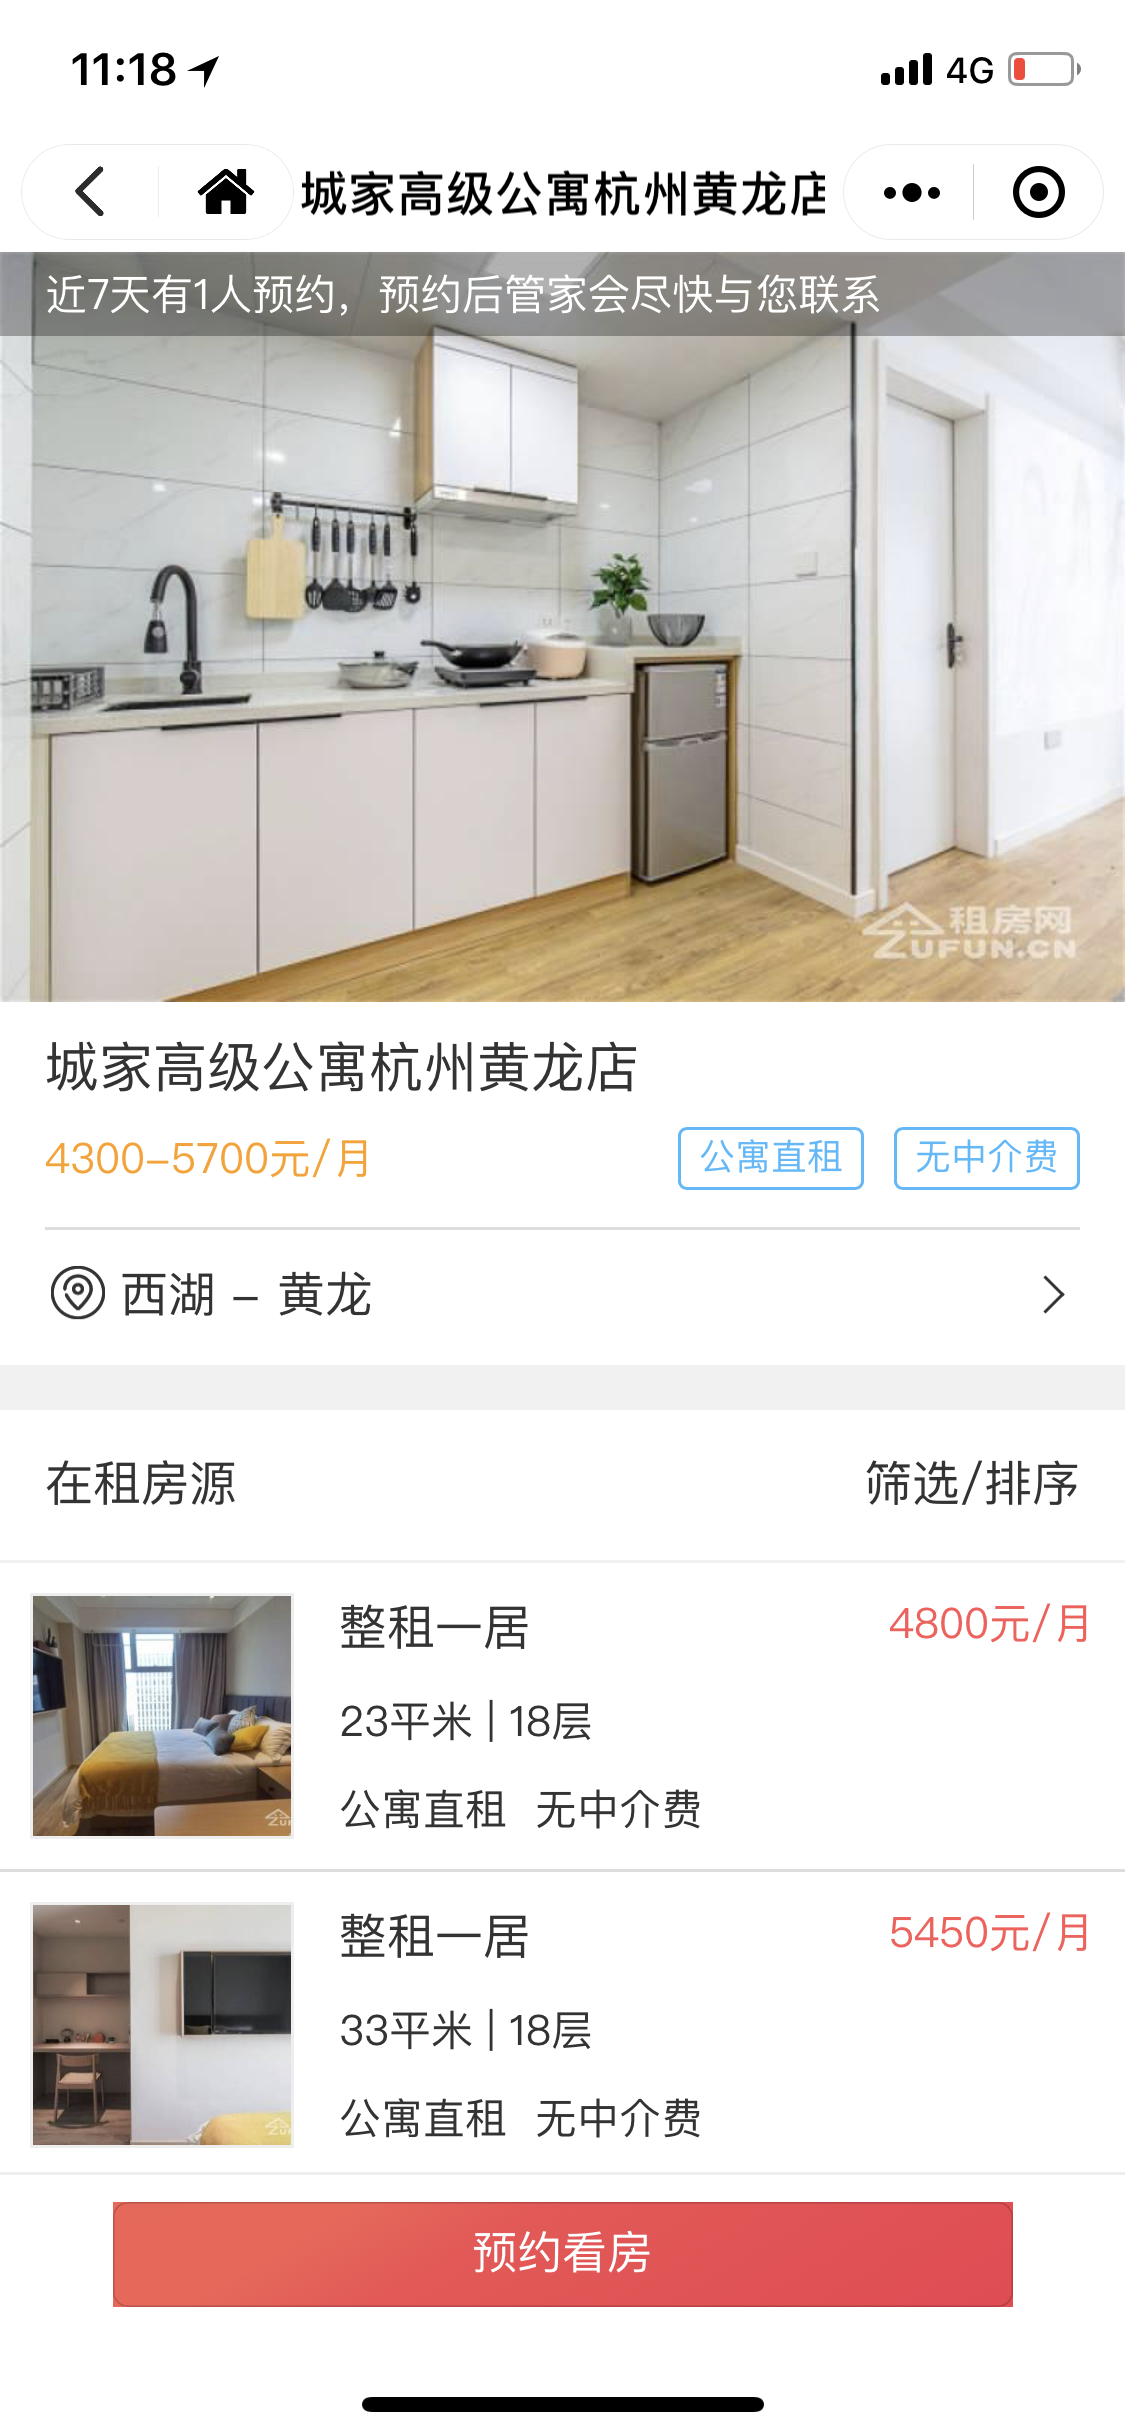 11:18
4G
城家高级公寓杭州黄龙店
近7天有1人预约，预约后管家会尽快与您联系
租房网
ZUFUN.CN
城家高级公寓杭州黄龙店
4300-5700元/月
公寓直租
无中介费
西湖 - 黄龙
在租房源
筛选/排序
整租一居
4800元/月
23平米 | 18层
公寓直租 无中介费
整租一居
5450元/月
33平米 | 18层
公寓直租 无中介费
预约看房